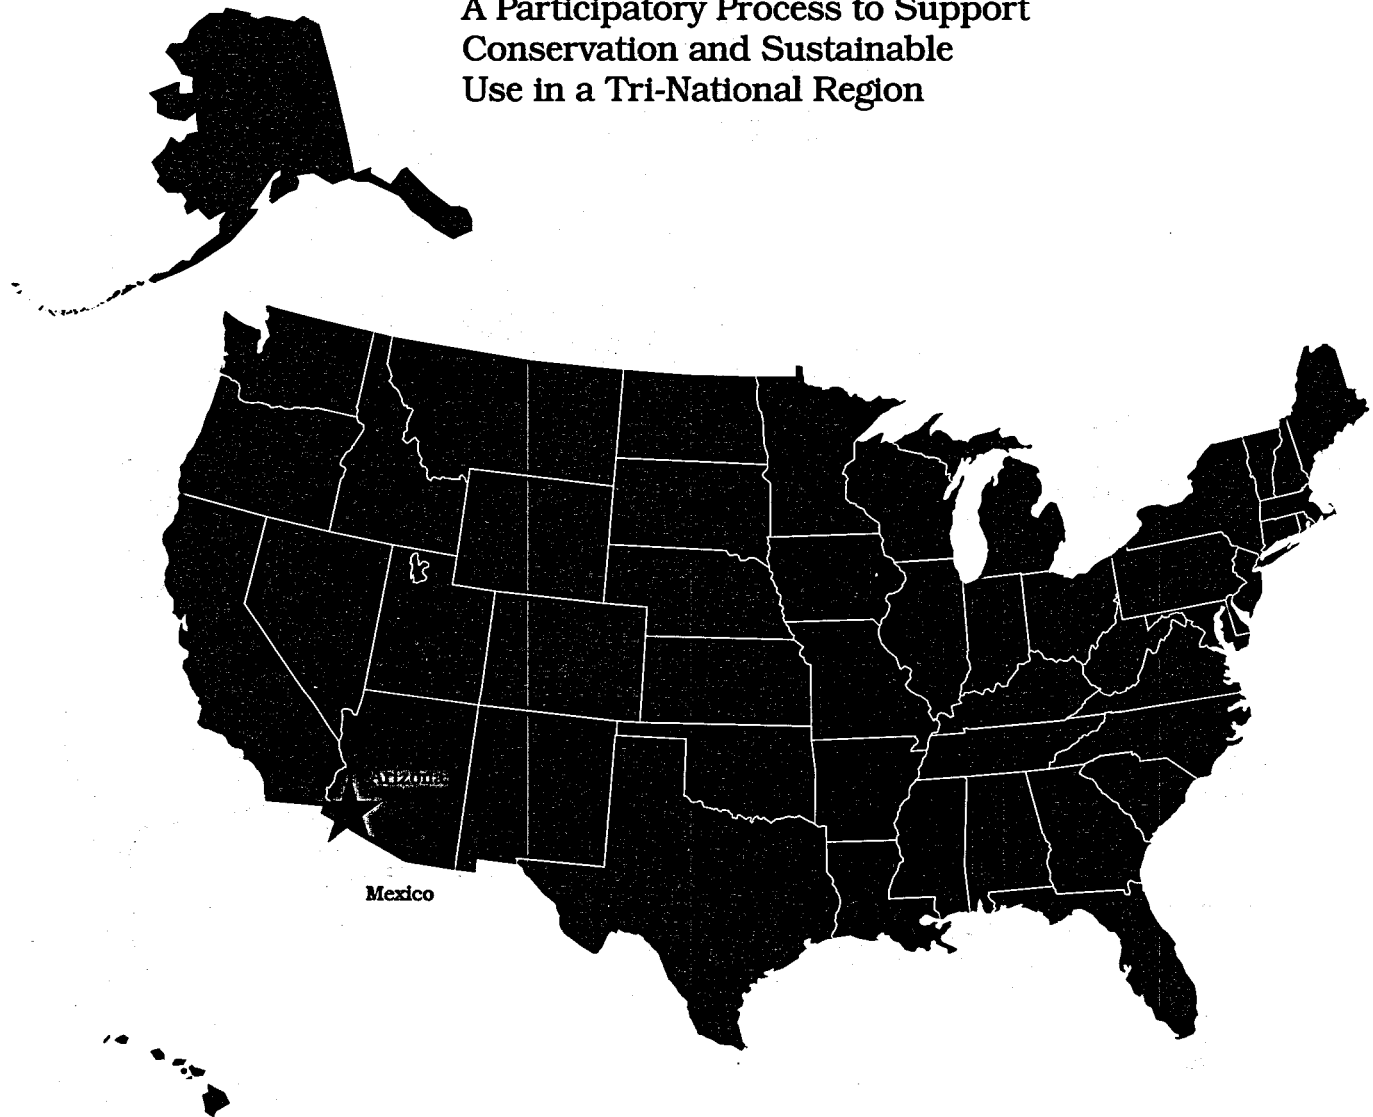 A Participatory Process to Support
Conservation and Sustainable
Use in a Tri-National Region
Arizona
Mexico